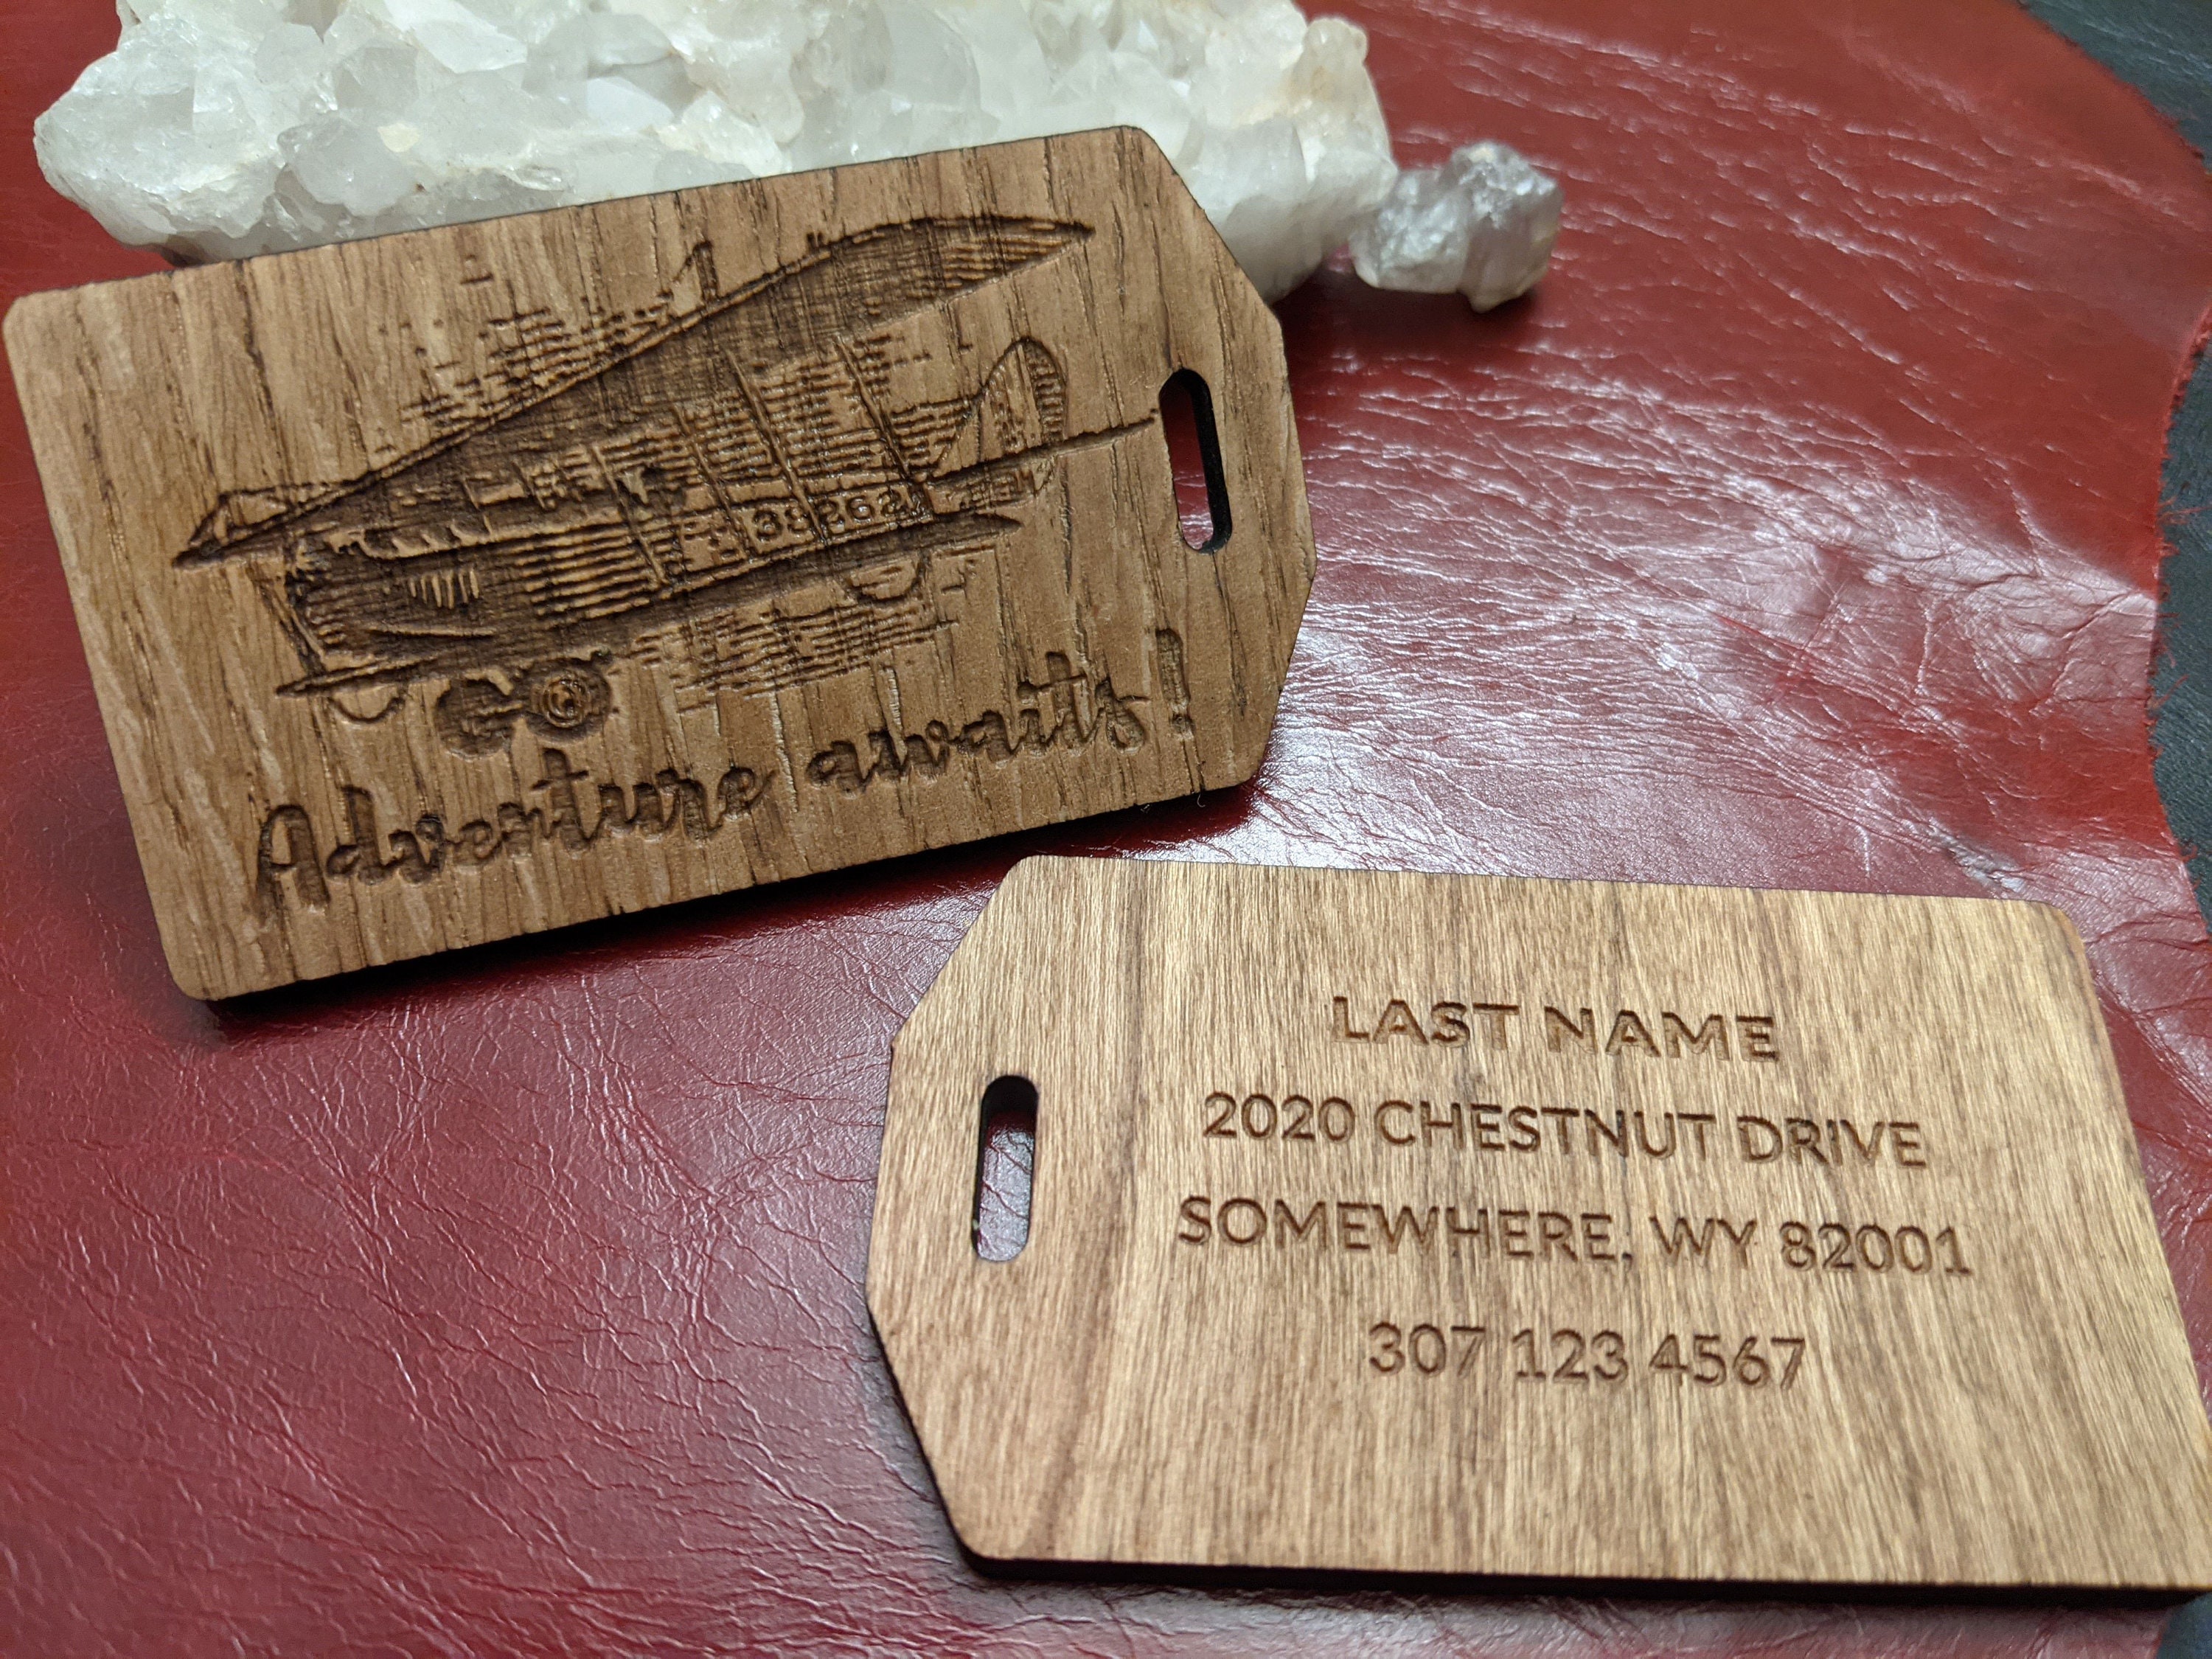 38262
Adventure awaits!
LAST NAME
2020 CHESTNUT DRIVE
SOMEWHERE, WY 82001
307 123 4567